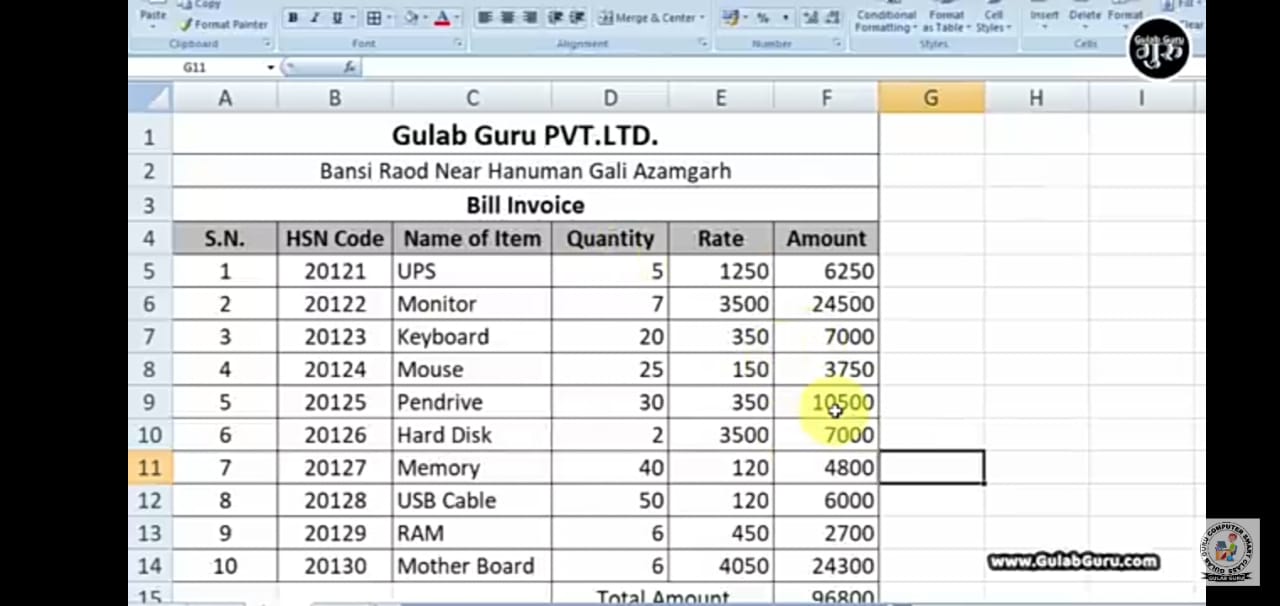 Copy
Paste
Format Painter
B I U
A
Merge & Center
%
Conditional Format Cell
Formatting as Table Styles
Insert Delete Format
Fill
Clear
Clipboard Font Alignment Number Styles Cells
Gulab Guru
गुरु
G11 fx
A B C D E F G H I
1 Gulab Guru PVT.LTD.
2 Bansi Raod Near Hanuman Gali Azamgarh
3 Bill Invoice
4 S.N. HSN Code Name of Item Quantity Rate Amount
5 1 20121 UPS 5 1250 6250
6 2 20122 Monitor 7 3500 24500
7 3 20123 Keyboard 20 350 7000
8 4 20124 Mouse 25 150 3750
9 5 20125 Pendrive 30 350 10500
10 6 20126 Hard Disk 2 3500 7000
11 7 20127 Memory 40 120 4800
12 8 20128 USB Cable 50 120 6000
13 9 20129 RAM 6 450 2700
14 10 20130 Mother Board 6 4050 24300
15 Total Amount 96800
www.GulabGuru.com
GULAB GURU COMPUTER SMART CLASS
GULAB GURU